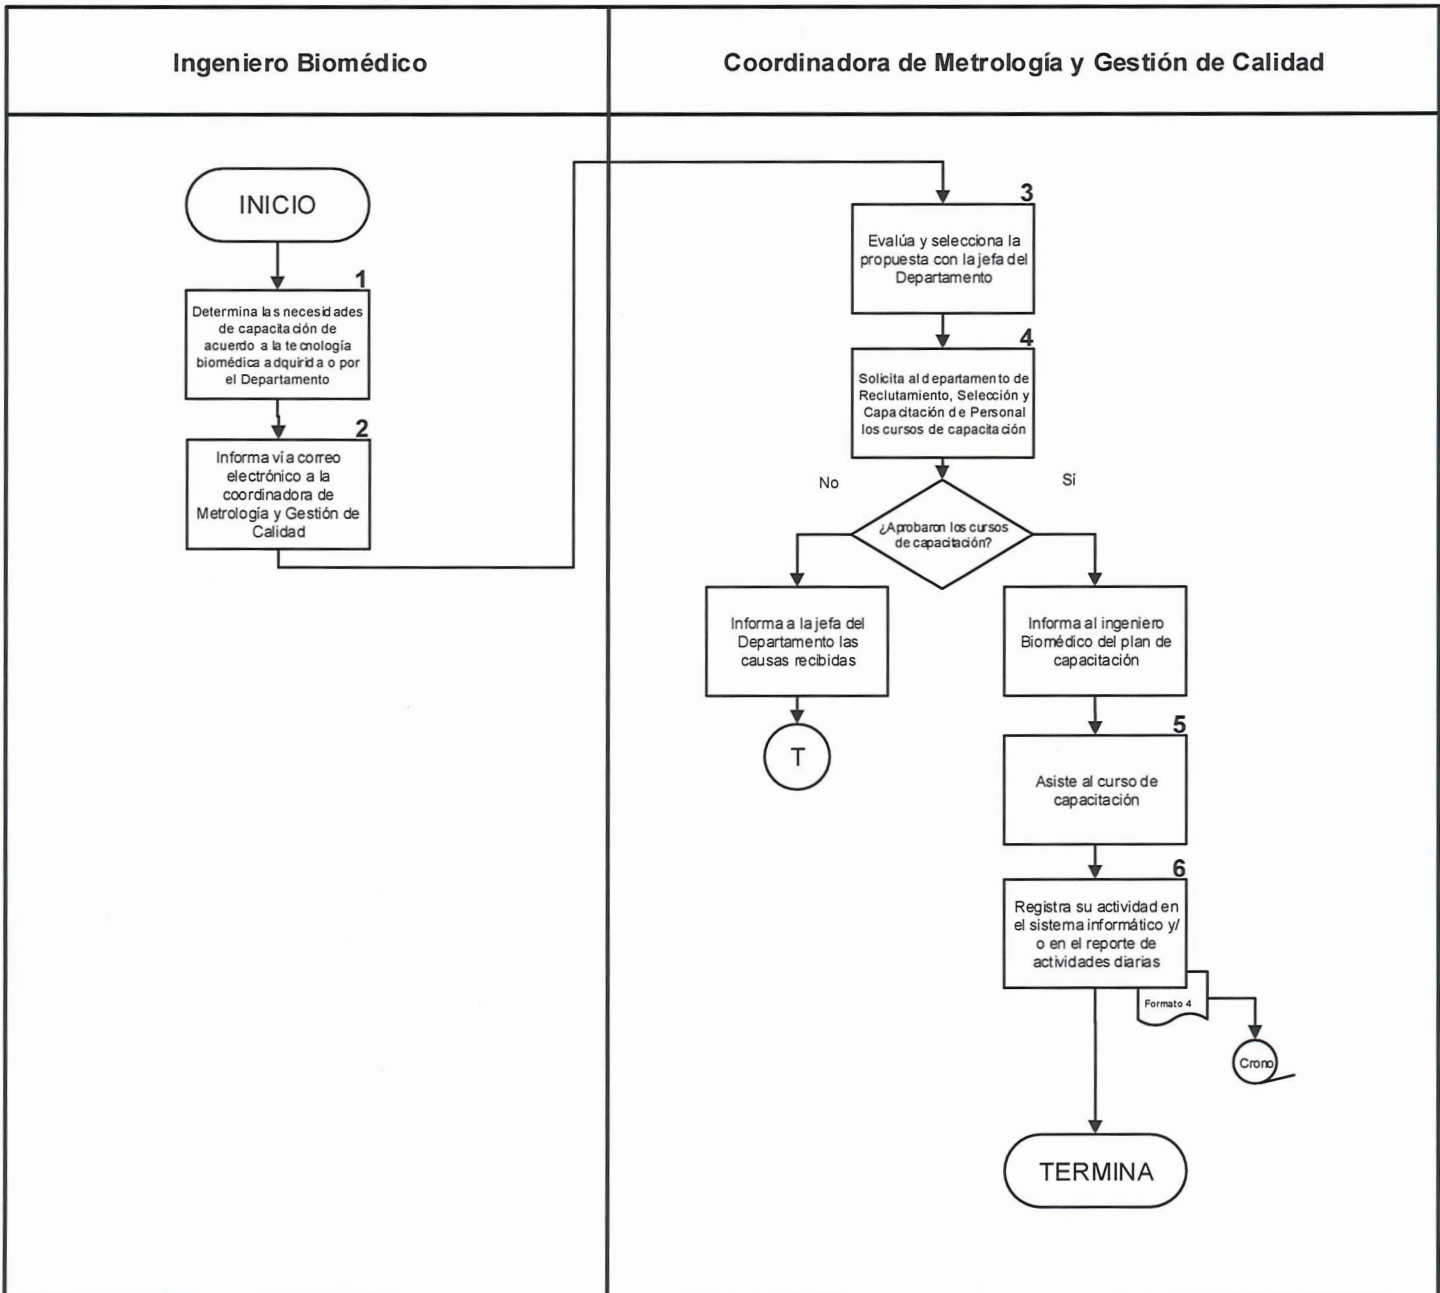 Ingeniero Biomédico
Coordinadora de Metrología y Gestión de Calidad
INICIO
1
Determina las necesidades
de capacitación de
acuerdo a la tecnología
biomédica adquirida o por
el Departamento
2
Informa vía correo
electrónico a la
coordinadora de
Metrología y Gestión de
Calidad
3
Evalúa y selecciona la
propuesta con la jefa del
Departamento
4
Solicita al departamento de
Reclutamiento, Selección y
Capacitación de Personal
los cursos de capacitación
No
Sí
¿Aprobaron los cursos
de capacitación?
Informa a la jefa del
Departamento las
causas recibidas
T
Informa al ingeniero
Biomédico del plan de
capacitación
5
Asiste al curso de
capacitación
6
Registra su actividad en
el sistema informático y/
o en el reporte de
actividades diarias
Formato 4
Crono
TERMINA